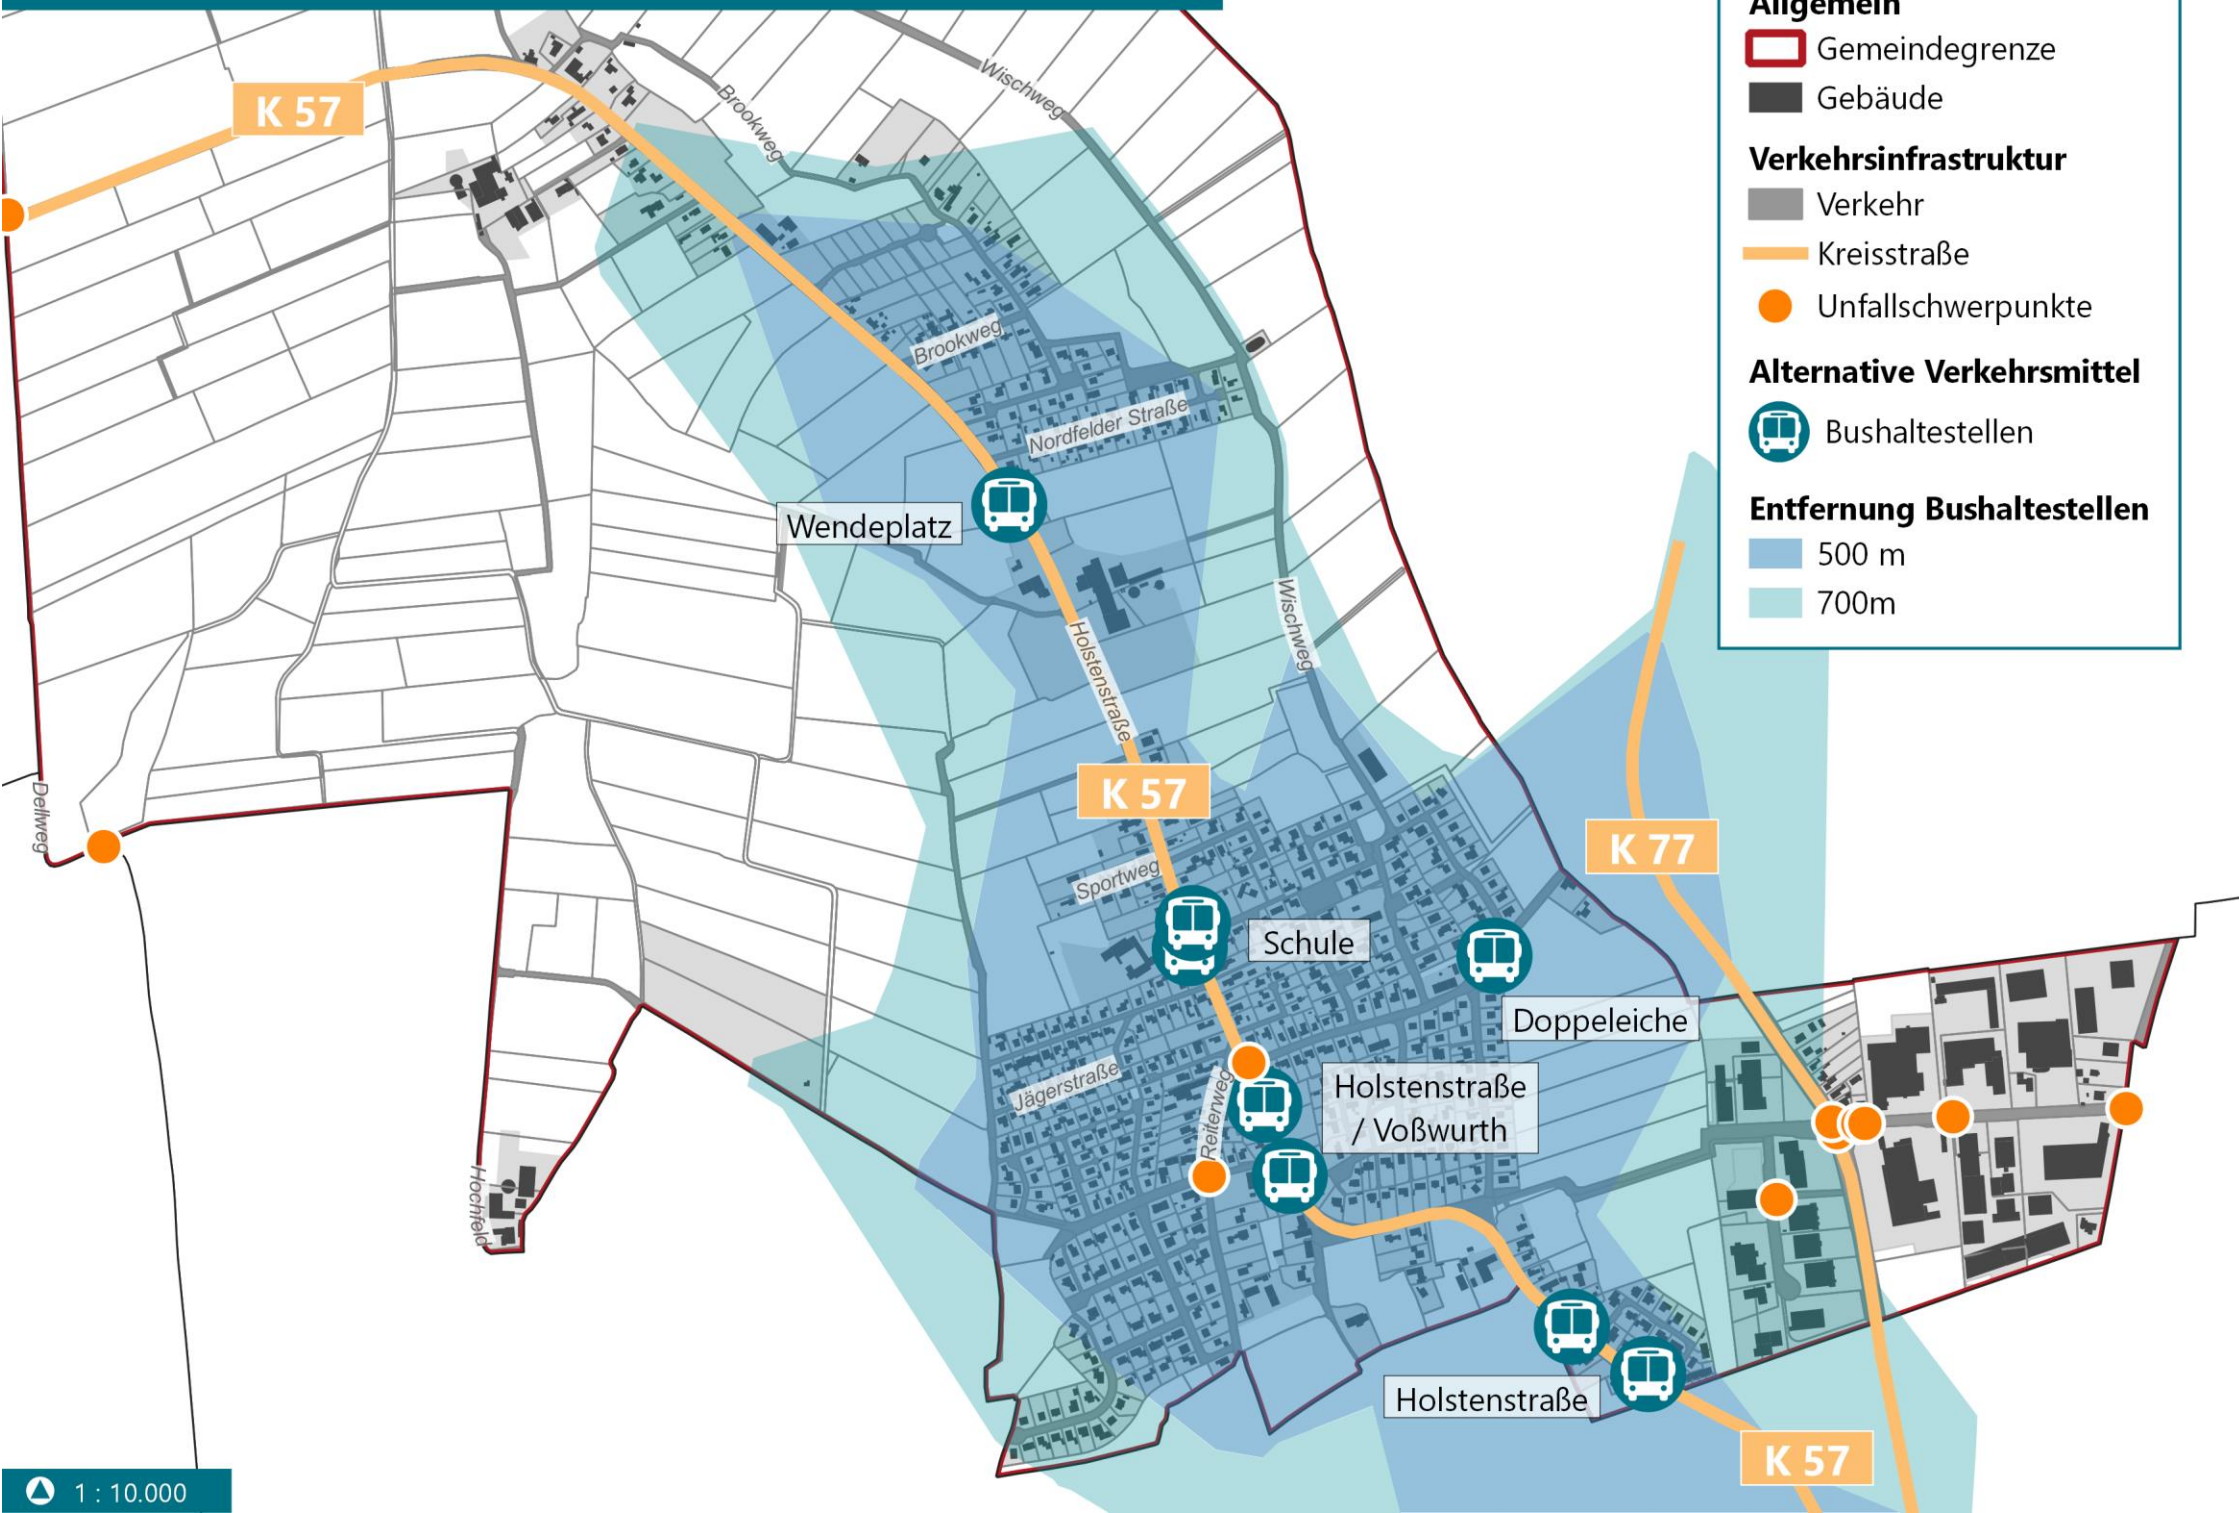 Allgemein
Gemeindegrenze
Gebäude
Verkehrsinfrastruktur
Verkehr
Kreisstraße
Unfallschwerpunkte
Alternative Verkehrsmittel
Bushaltestellen
Entfernung Bushaltestellen
500 m
700m
K 57
Brookweg
Wischweg
Brookweg
Nordfelder Straße
Wendeplatz
Wischweg
Holstenstraße
K 57
K 77
Dellweg
Sportweg
Schule
Doppeleiche
Jägerstraße
Reiterweg
Holstenstraße
/ Voßwurth
Hochfeld
Holstenstraße
K 57
1 : 10.000